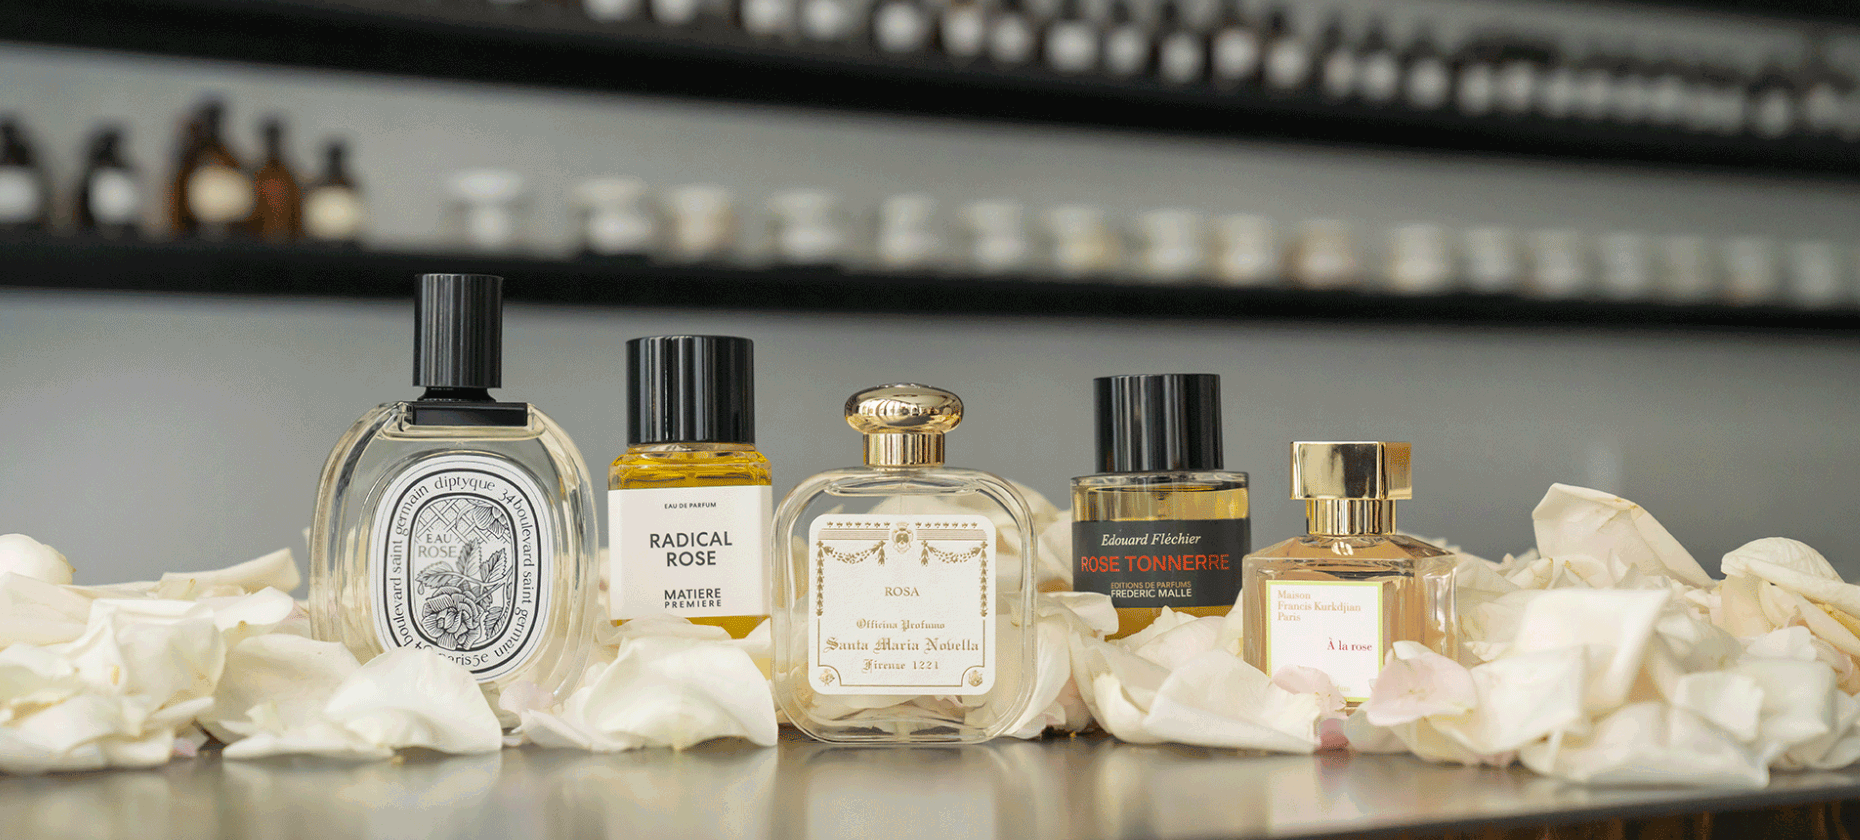 diptyque 34 boulevard saint germain
boulevard saint germain
EAU
ROSE
EAU DE PARFUM
RADICAL
ROSE
MATIERE
PREMIERE
ROSA
Officina Profumo
Santa Maria Novella
Firenze 1221
Edouard Fléchier
ROSE TONNERRE
EDITIONS DE PARFUMS
FREDERIC MALLE
Maison
Francis Kurkdjian
Paris
À la rose